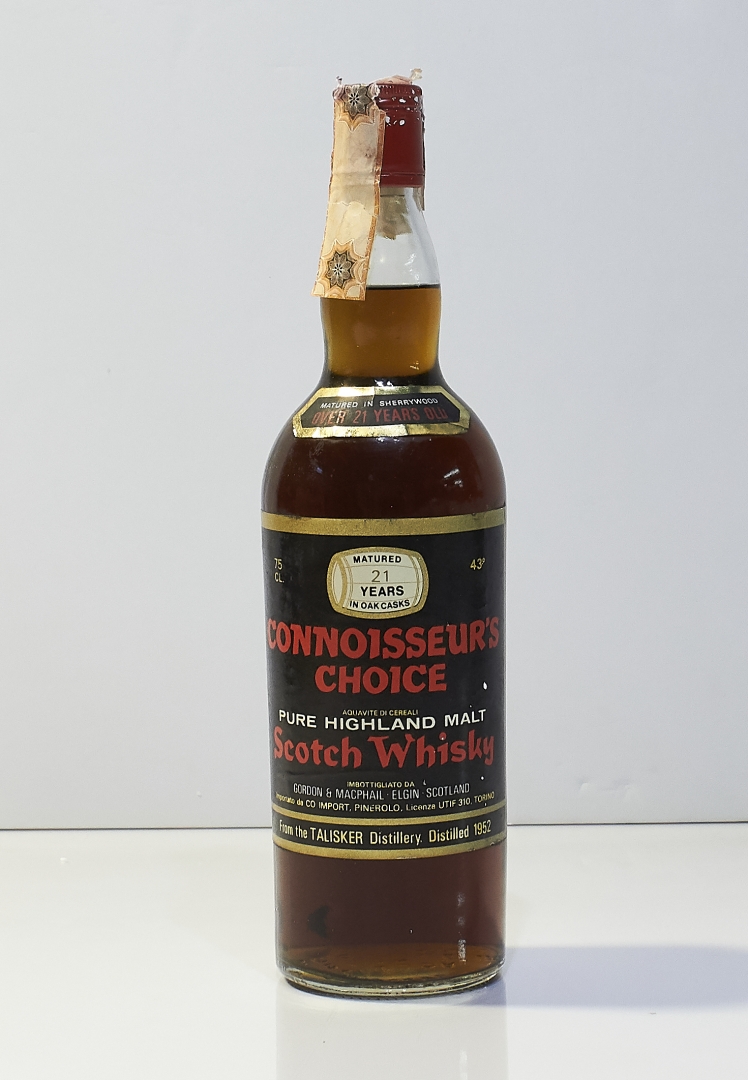 MATURED IN SHERRYWOOD
OVER 21 YEARS OLD
75
CL.
43°
MATURED
21
YEARS
IN OAK CASKS
CONNOISSEUR'S
CHOICE
AQUAVITE DI CEREALI
PURE HIGHLAND MALT
Scotch Whisky
IMBOTTIGLIATO DA
GORDON & MACPHAIL · ELGIN · SCOTLAND
Importato da CO IMPORT, PINEROLO. Licenza UTIF 310. TORINO
From the TALISKER Distillery. Distilled 1952